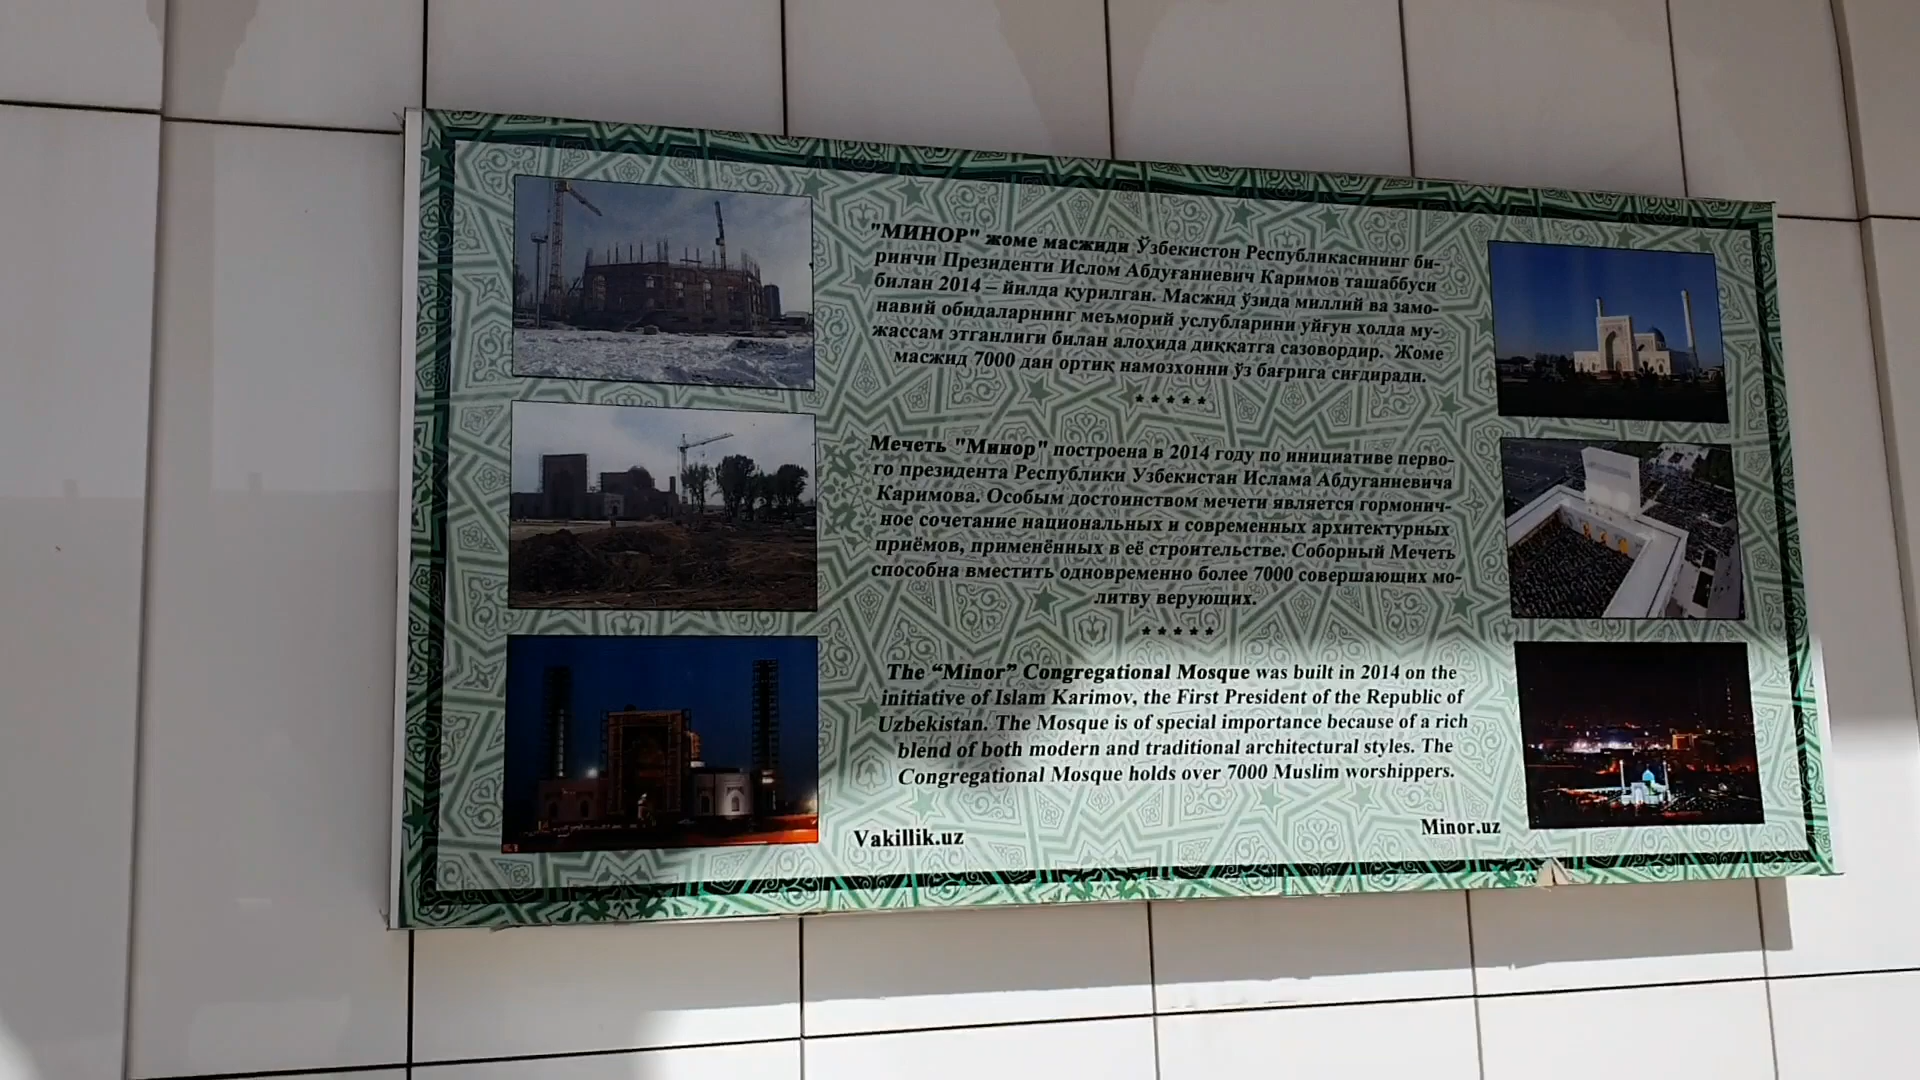 "МИНОР" жоме масжиди Ўзбекистон Республикасининг би-
ринчи Президенти Ислом Абдуғаниевич Каримов ташаббуси
билан 2014 – йилда қурилган. Масжид ўзида миллий ва замо-
навий обидаларнинг меъморий услубларини уйғун ҳолда му-
жассам этганлиги билан алоҳида диққатга сазовордир. Жоме
масжид 7000 дан ортиқ намозхонни ўз бағрига сиғдиради.
*****
Мечеть "Минор" построена в 2014 году по инициативе перво-
го президента Республики Узбекистан Ислама Абдуганиевича
Каримова. Особым достоинством мечети является гормонич-
ное сочетание национальных и современных архитектурных
приёмов, применённых в её строительстве. Соборный Мечеть
способна вместить одновременно более 7000 совершающих мо-
литву верующих.
*****
The “Minor” Congregational Mosque was built in 2014 on the
initiative of Islam Karimov, the First President of the Republic of
Uzbekistan. The Mosque is of special importance because of a rich
blend of both modern and traditional architectural styles. The
Congregational Mosque holds over 7000 Muslim worshippers.
Vakillik.uz
Minor.uz